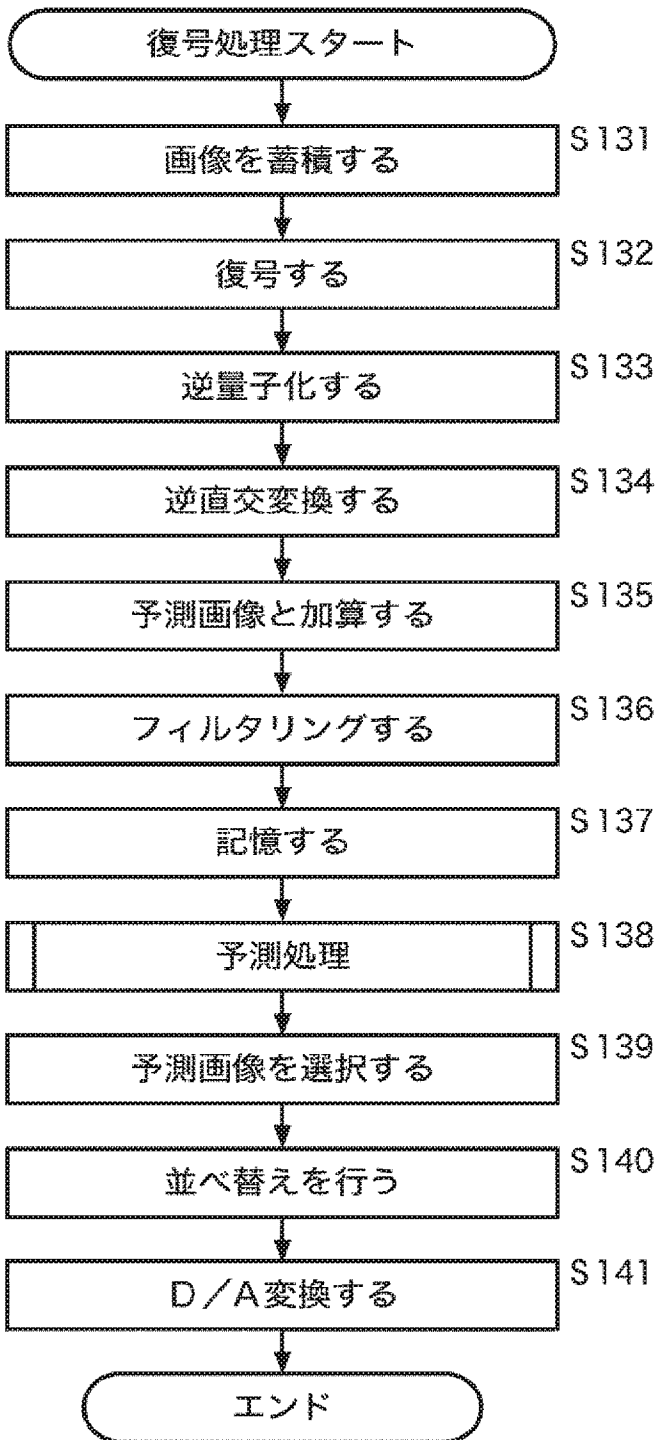 復号処理スタート
画像を蓄積する
S131
復号する
S132
逆量子化する
S133
逆直交変換する
S134
予測画像と加算する
S135
フィルタリングする
S136
記憶する
S137
予測処理
S138
予測画像を選択する
S139
並べ替えを行う
S140
D/A変換する
S141
エンド